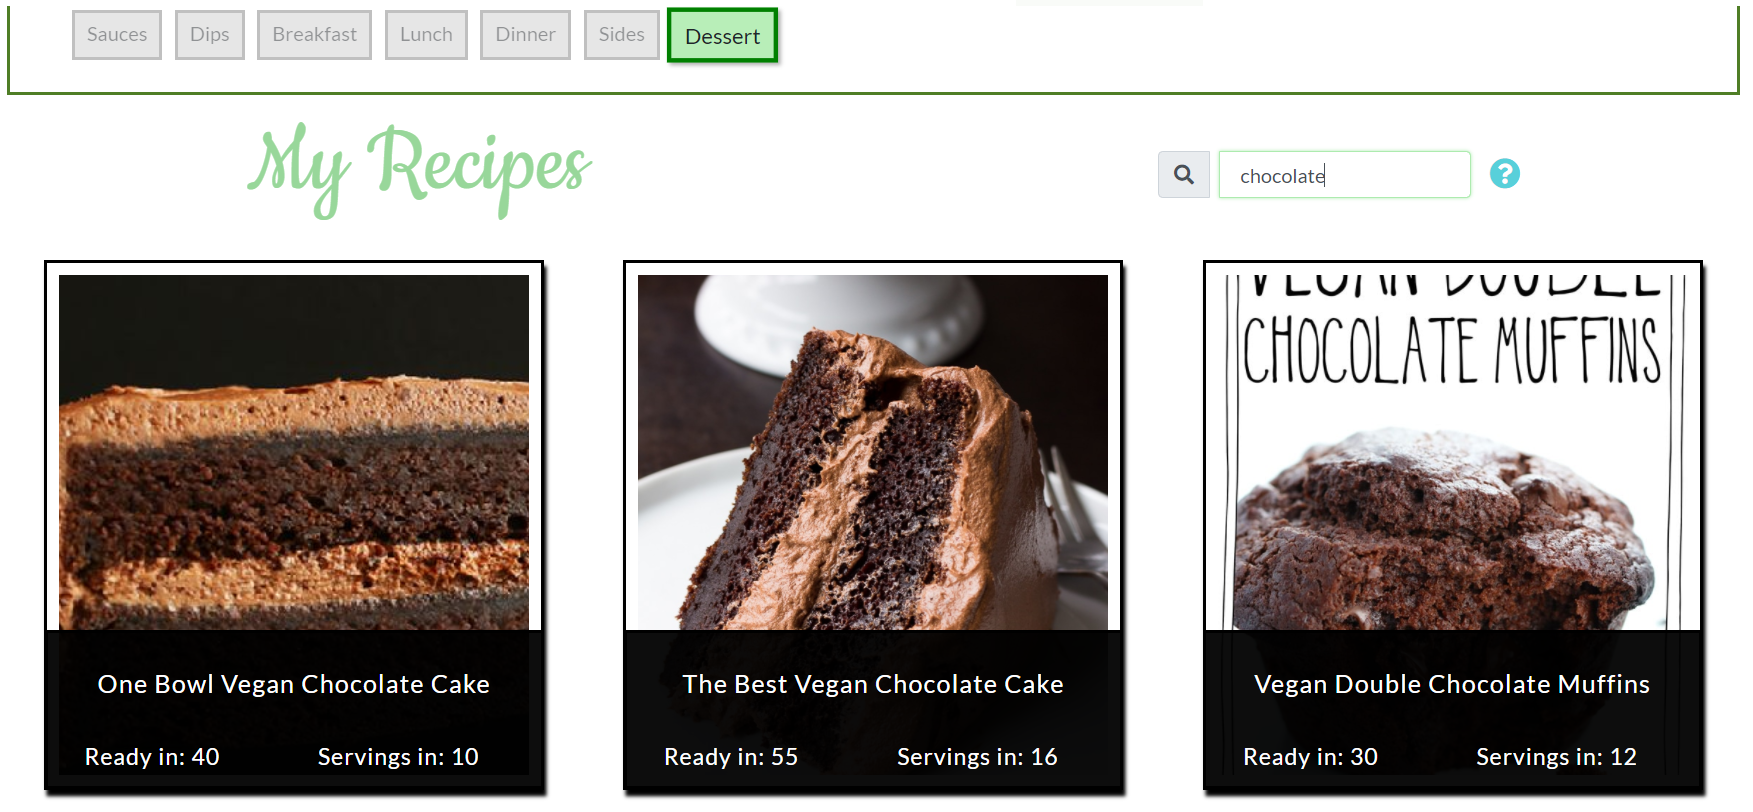 Sauces Dips Breakfast Lunch Dinner Sides Dessert
My Recipes
chocolate
?
VEGAN DOUBLE
CHOCOLATE MUFFINS
One Bowl Vegan Chocolate Cake
Ready in: 40 Servings in: 10
The Best Vegan Chocolate Cake
Ready in: 55 Servings in: 16
Vegan Double Chocolate Muffins
Ready in: 30 Servings in: 12